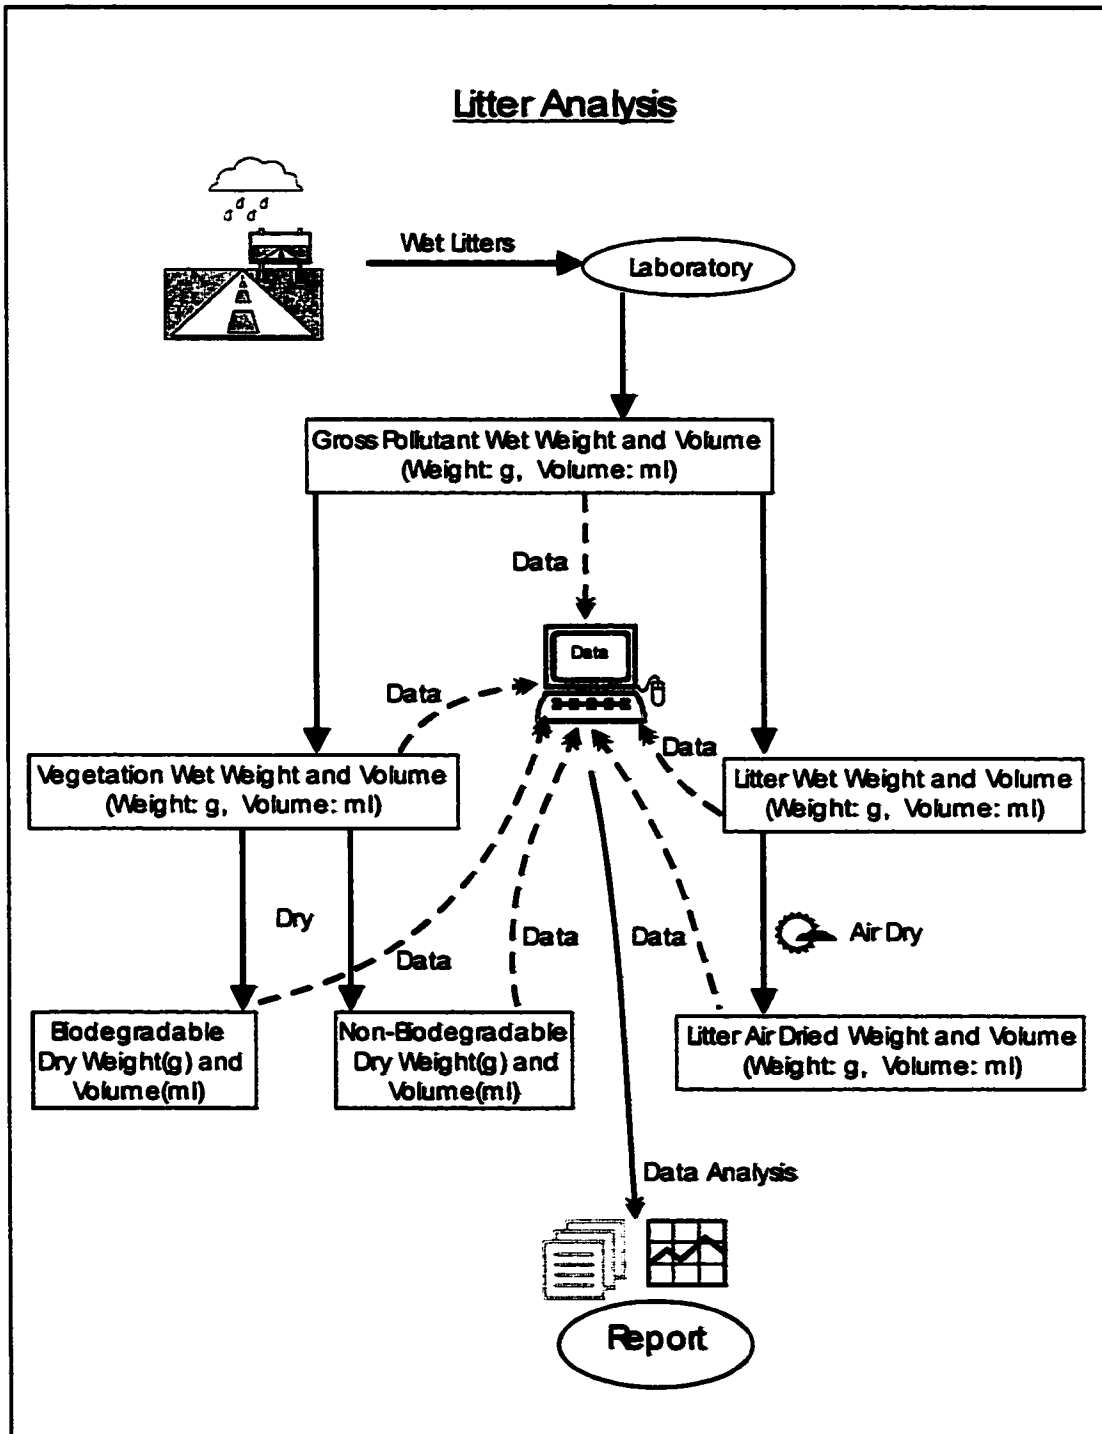 Litter Analysis
Wet Litters
Laboratory
Gross Pollutant Wet Weight and Volume
(Weight: g, Volume: ml)
Data
Data
Data
Data
Vegetation Wet Weight and Volume
(Weight: g, Volume: ml)
Litter Wet Weight and Volume
(Weight: g, Volume: ml)
Dry
Data
Data
Data
Air Dry
Biodegradable
Dry Weight(g) and
Volume(ml)
Non-Biodegradable
Dry Weight(g) and
Volume(ml)
Litter Air Dried Weight and Volume
(Weight: g, Volume: ml)
Data Analysis
Report